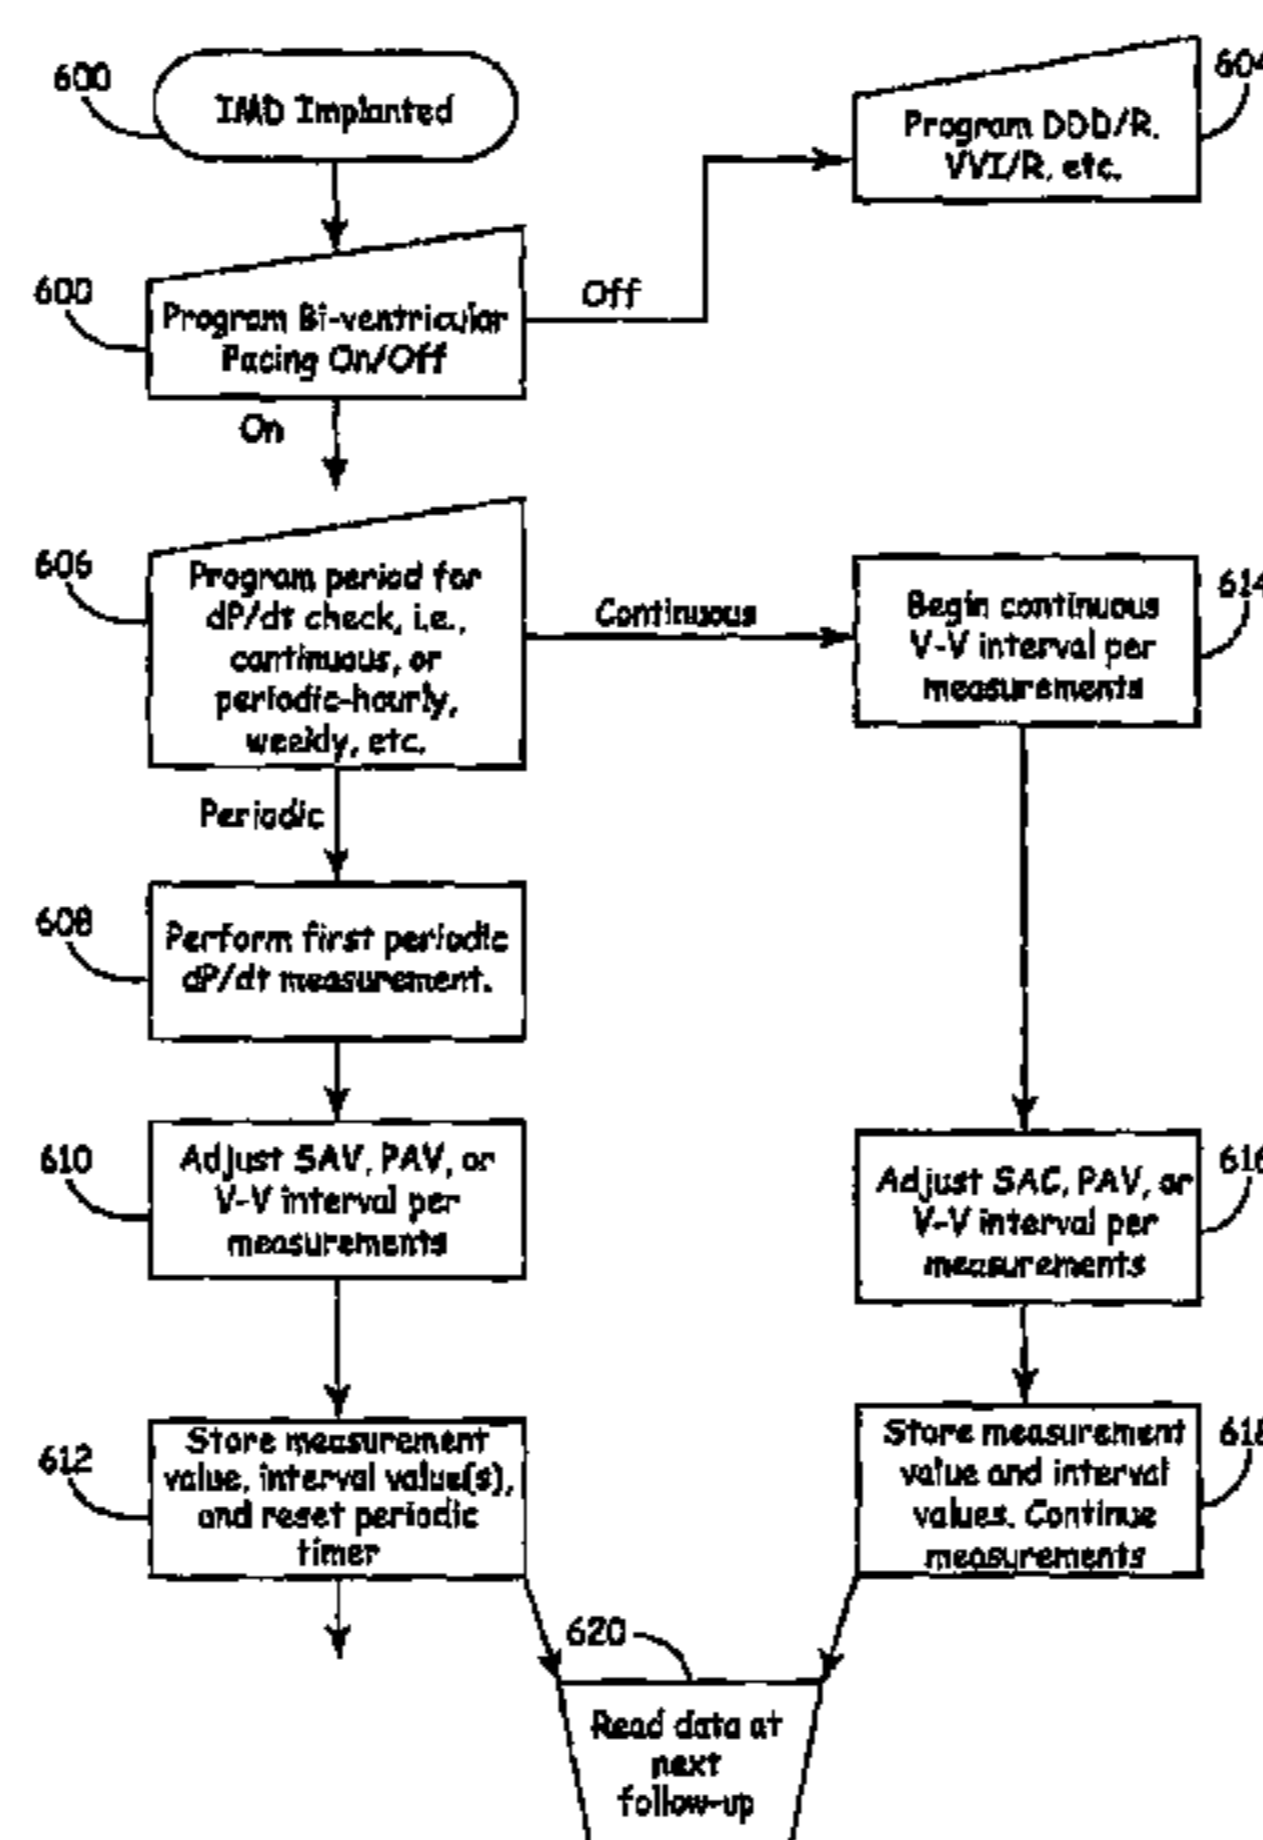 600
IMD Implanted
604
Program DDD/R,
VVI/R, etc.
600
Program Bi-ventricular
Pacing On/Off
Off
On
606
Program period for
dP/dt check, i.e.,
continuous, or
periodic-hourly,
weekly, etc.
Continuous
614
Begin continuous
V-V interval per
measurements
Periodic
608
Perform first periodic
dP/dt measurement.
610
Adjust SAV, PAV, or
V-V interval per
measurements
616
Adjust SAC, PAV, or
V-V interval per
measurements
612
Store measurement
value, interval value(s),
and reset periodic
timer
618
Store measurement
value and interval
values. Continue
measurements
620
Read data at
next
follow-up